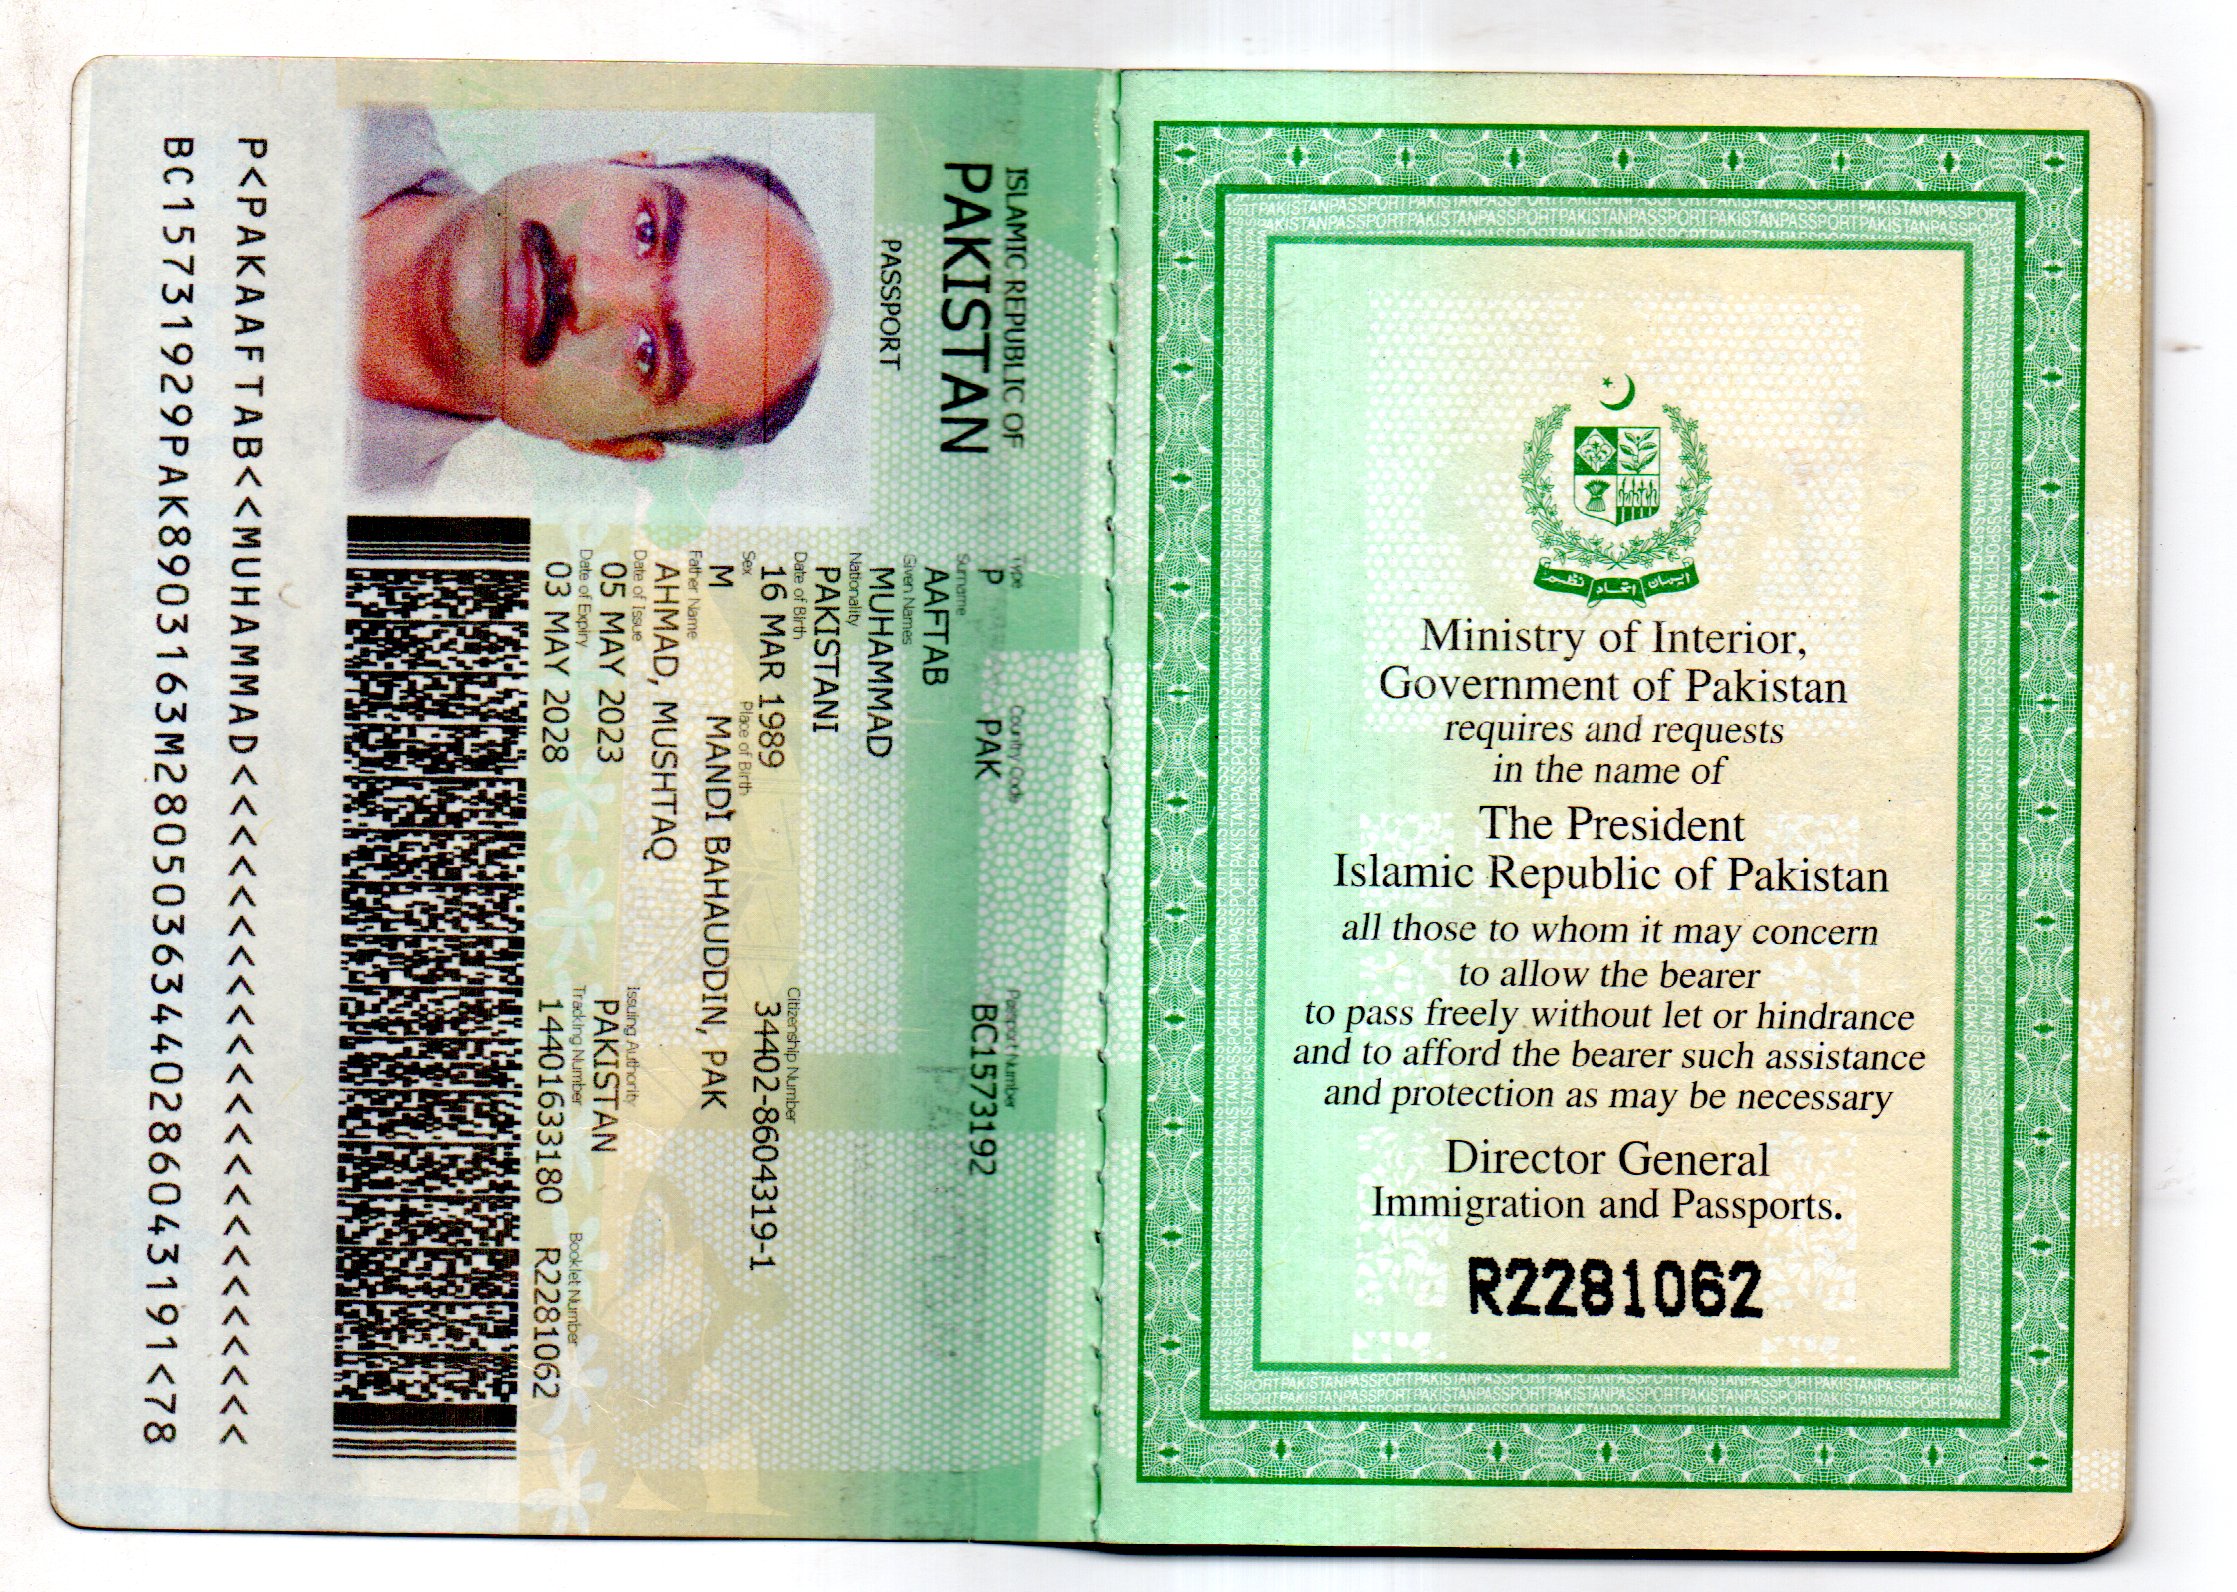 ISLAMIC REPUBLIC OF
PAKISTAN
PASSPORT
Type Country Code Passport Number
P PAK BC1573192
Surname
AAFTAB
Given Names
MUHAMMAD
Nationality
PAKISTANI
Date of Birth Citizenship Number
16 MAR 1989 34402-8604319-1
Sex Place of Birth
M MANDI BAHAUDDIN, PAK
Father Name
AHMAD, MUSHTAQ
Date of Issue Issuing Authority
05 MAY 2023 PAKISTAN
Date of Expiry Tracking Number Booklet Number
03 MAY 2028 14401633180 R2281062
P<PAKAAFTAB<<MUHAMMAD<<<<<<<<<<<<<<<<<<<<<<<
BC15731929PAK8903163M28050363440286043191<78
ایمان اتحاد نظم
Ministry of Interior,
Government of Pakistan
requires and requests
in the name of
The President
Islamic Republic of Pakistan
all those to whom it may concern
to allow the bearer
to pass freely without let or hindrance
and to afford the bearer such assistance
and protection as may be necessary
Director General
Immigration and Passports.
R2281062